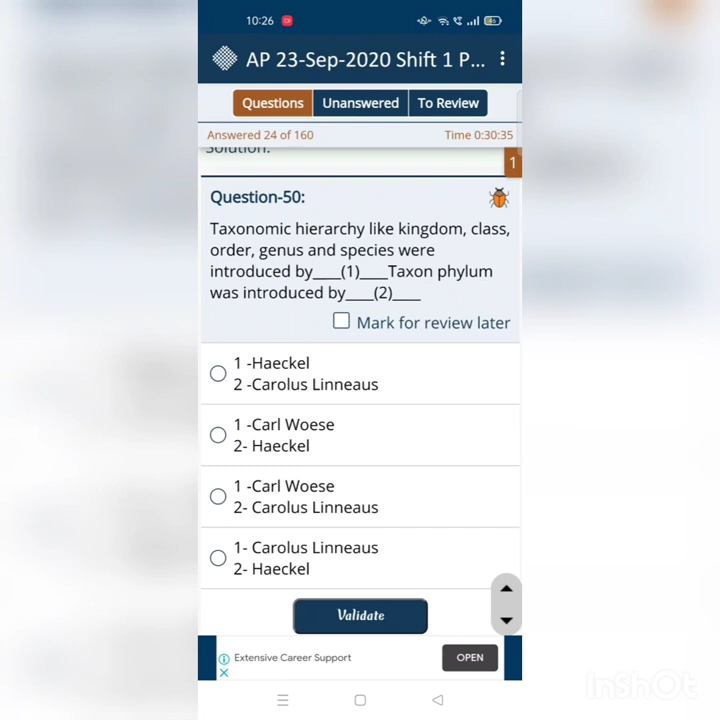 10:26
AP 23-Sep-2020 Shift 1 P...
Questions Unanswered To Review
Answered 24 of 160 Time 0:30:35
Solution:
1
Question-50:
Taxonomic hierarchy like kingdom, class,
order, genus and species were
introduced by____(1)____Taxon phylum
was introduced by____(2)____
Mark for review later
1 -Haeckel
2 -Carolus Linneaus
1 -Carl Woese
2- Haeckel
1 -Carl Woese
2- Carolus Linneaus
1- Carolus Linneaus
2- Haeckel
Validate
Extensive Career Support
OPEN
InShOt